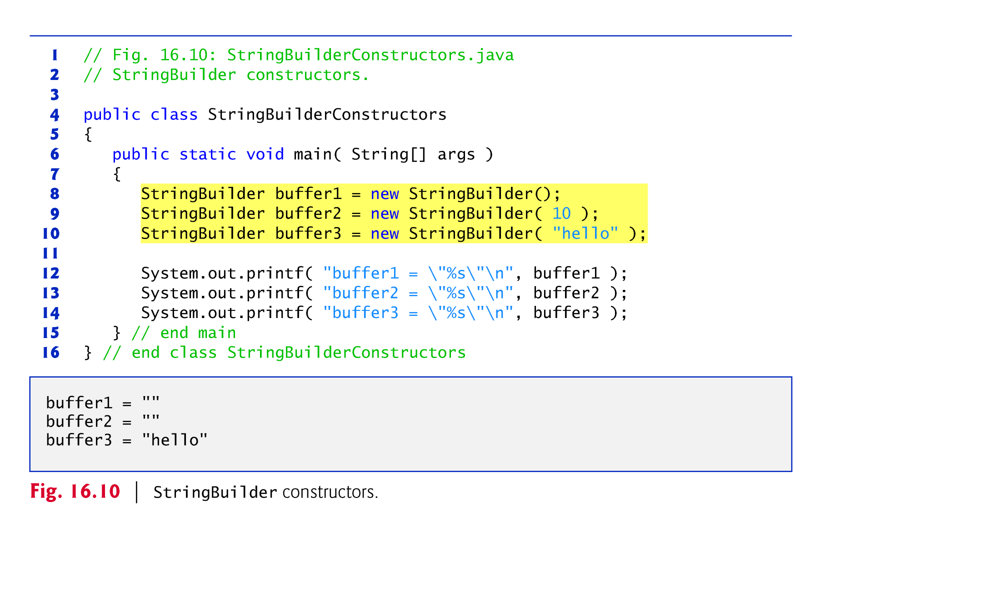 1 // Fig. 16.10: StringBuilderConstructors.java
2 // StringBuilder constructors.
3
4 public class StringBuilderConstructors
5 {
6    public static void main( String[] args )
7    {
8       StringBuilder buffer1 = new StringBuilder();
9       StringBuilder buffer2 = new StringBuilder( 10 );
10       StringBuilder buffer3 = new StringBuilder( "hello" );
11
12       System.out.printf( "buffer1 = \"%s\"\n", buffer1 );
13       System.out.printf( "buffer2 = \"%s\"\n", buffer2 );
14       System.out.printf( "buffer3 = \"%s\"\n", buffer3 );
15    } // end main
16 } // end class StringBuilderConstructors
buffer1 = ""
buffer2 = ""
buffer3 = "hello"
Fig. 16.10 | StringBuilder constructors.